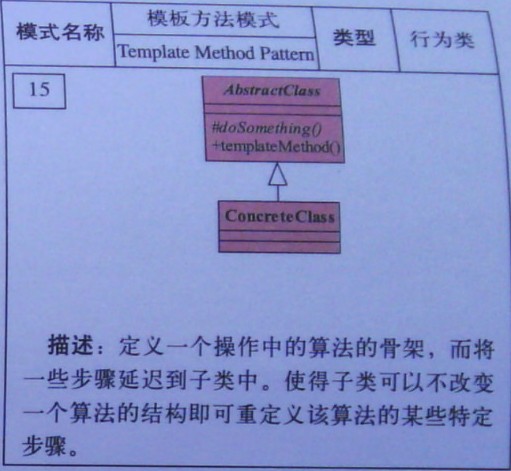 模式名称
模板方法模式
Template Method Pattern
类型
行为类
15
AbstractClass
#doSomething()
+templateMethod()
ConcreteClass
描述：定义一个操作中的算法的骨架，而将
一些步骤延迟到子类中。使得子类可以不改变
一个算法的结构即可重定义该算法的某些特定
步骤。